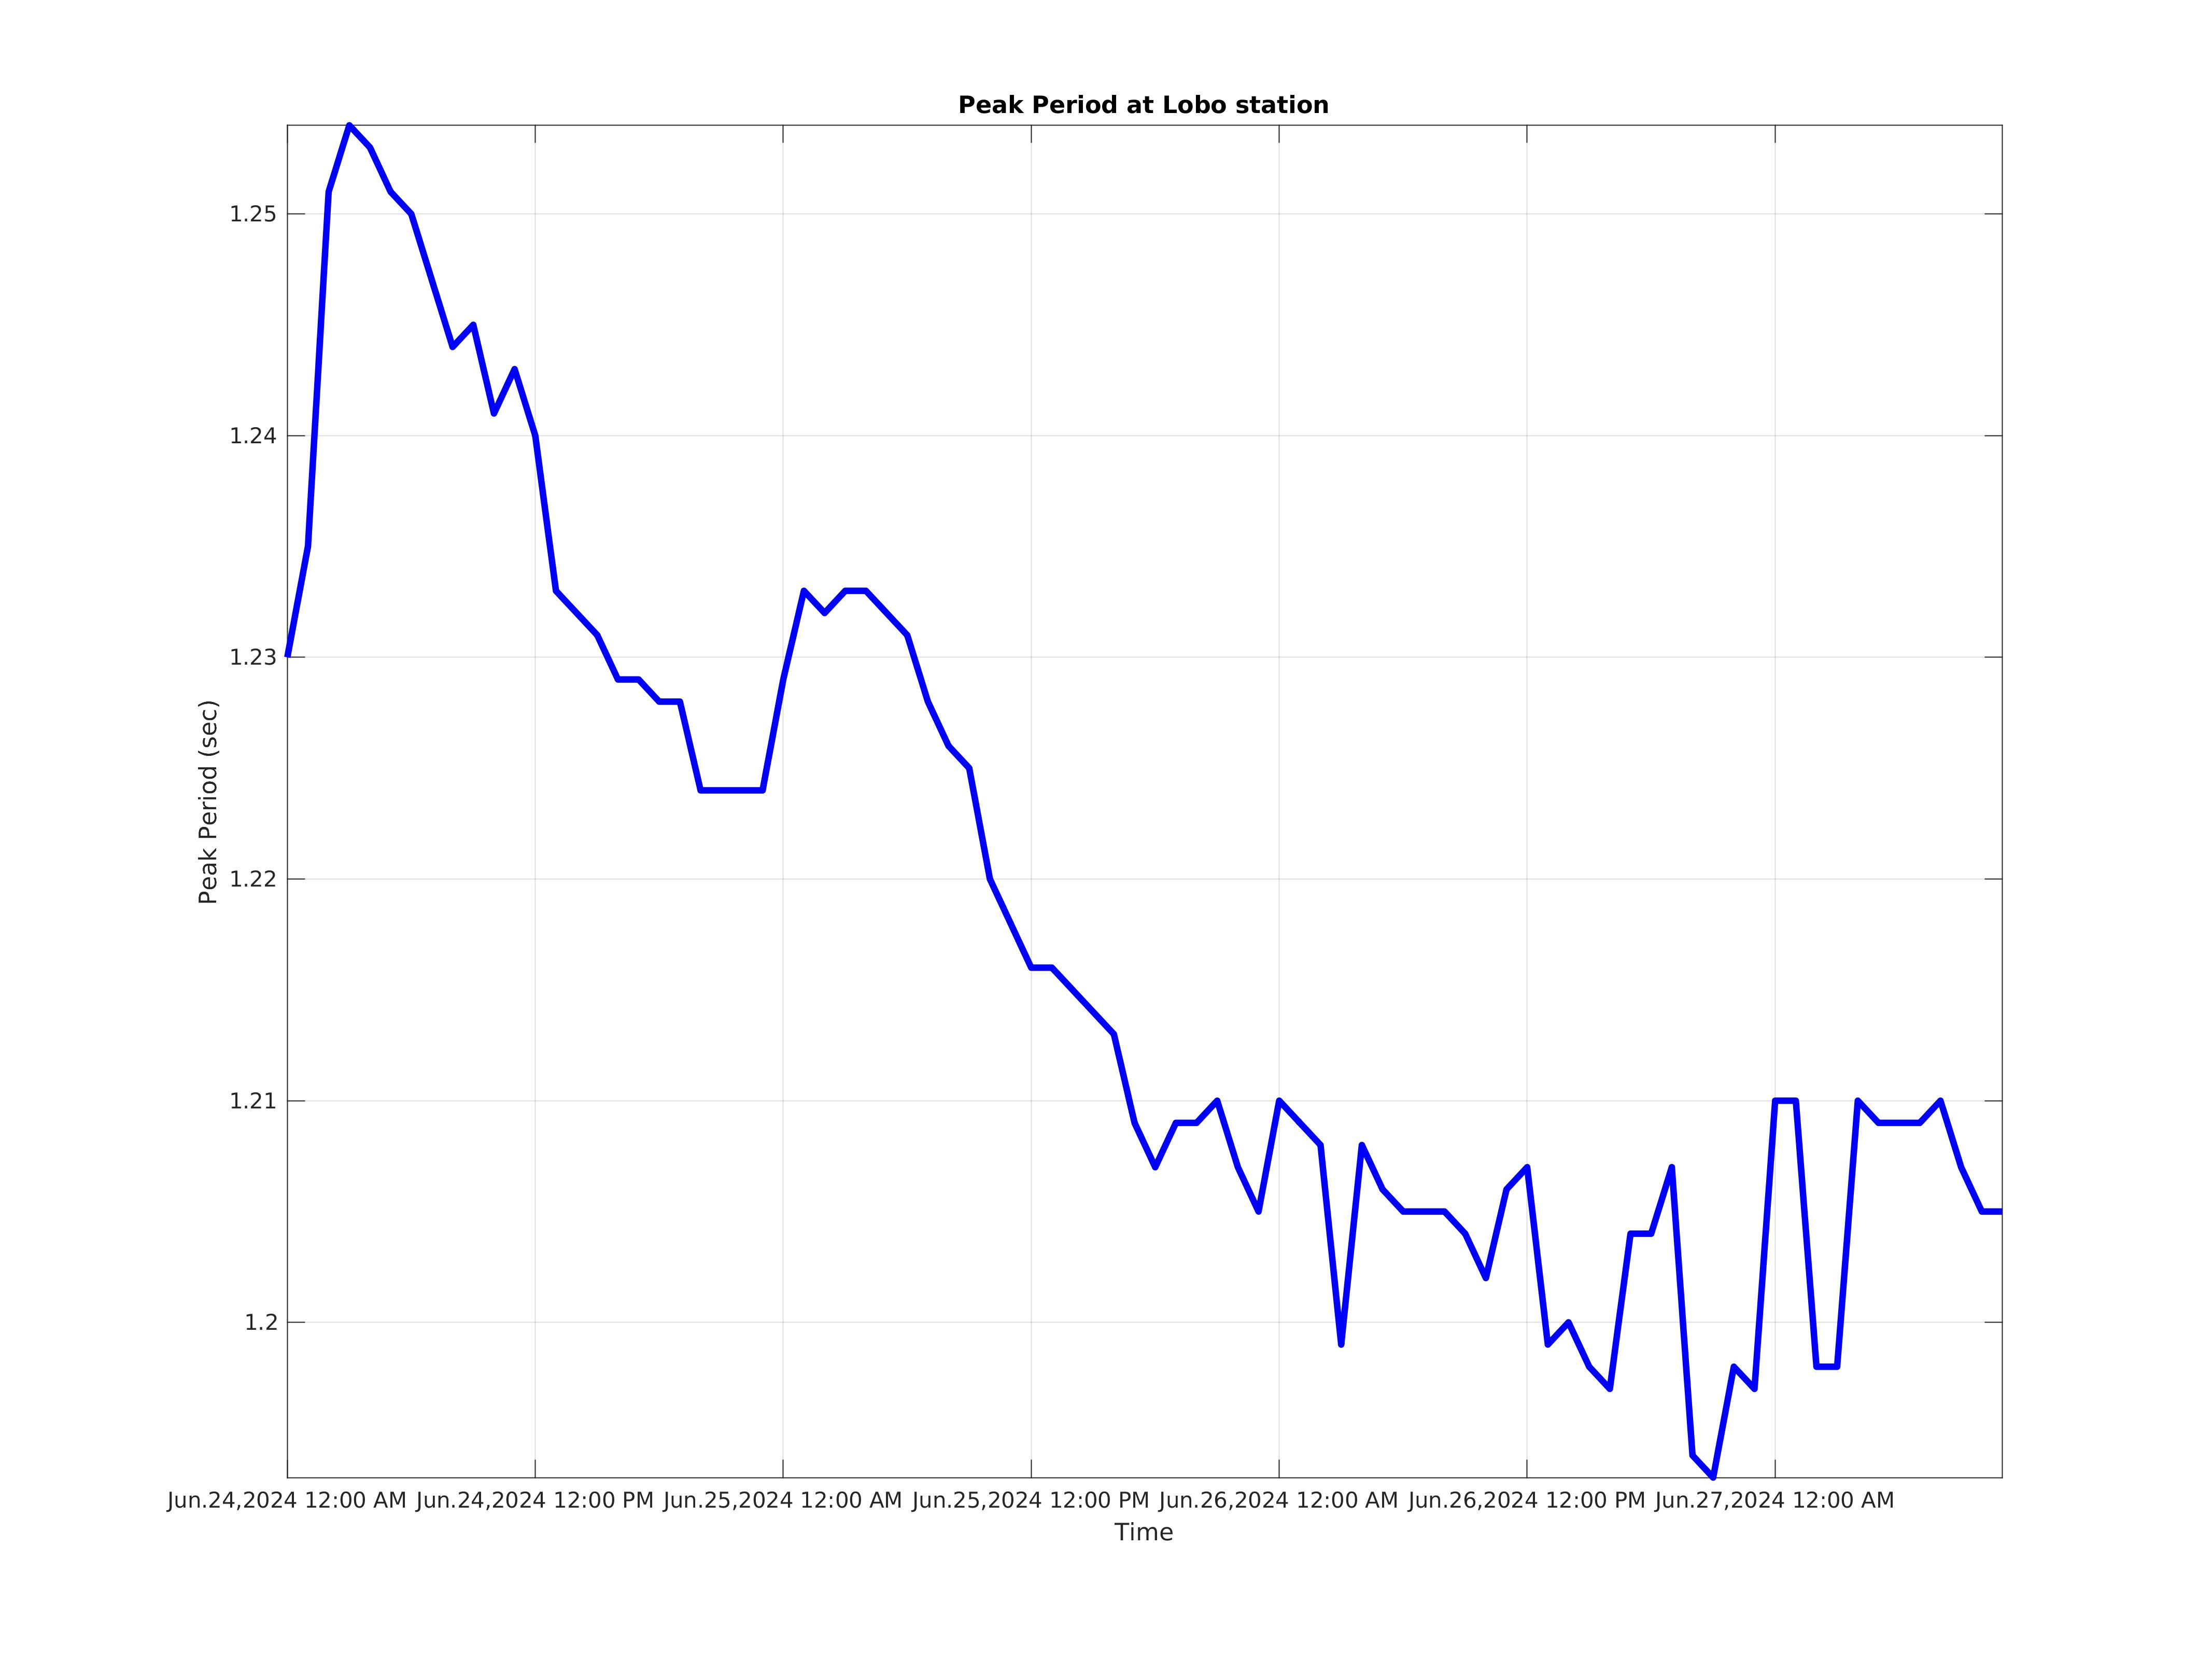 Peak Period at Lobo station
1.25
1.24
1.23
1.22
1.21
1.2
Peak Period (sec)
Jun.24,2024 12:00 AM Jun.24,2024 12:00 PM Jun.25,2024 12:00 AM Jun.25,2024 12:00 PM Jun.26,2024 12:00 AM Jun.26,2024 12:00 PM Jun.27,2024 12:00 AM
Time